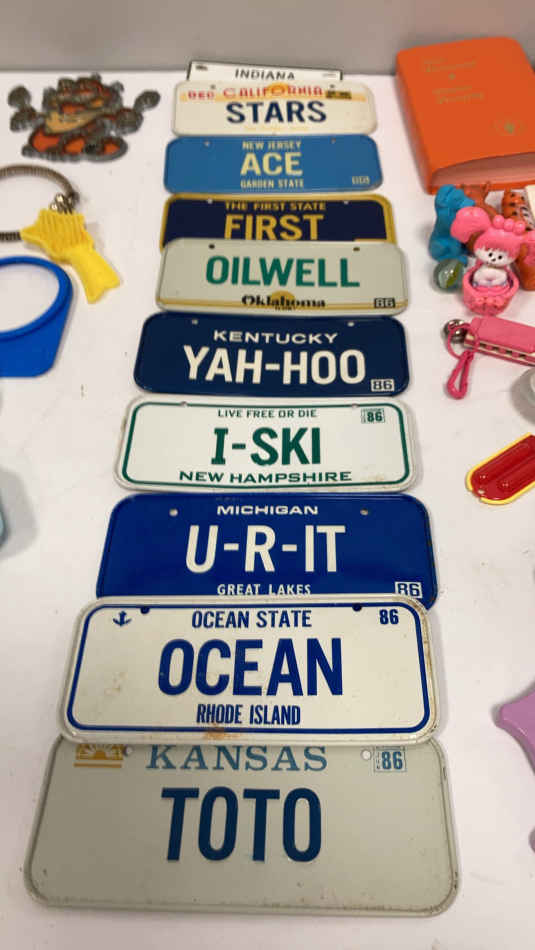 INDIANA
DEC CALIFORNIA
STARS
NEW JERSEY
ACE
GARDEN STATE
THE FIRST STATE
FIRST
OILWELL
Oklahoma
86
KENTUCKY
YAH-HOO
86
LIVE FREE OR DIE
86
I-SKI
NEW HAMPSHIRE
MICHIGAN
U-R-IT
GREAT LAKES
86
OCEAN STATE
86
OCEAN
RHODE ISLAND
KANSAS
86
TOTO